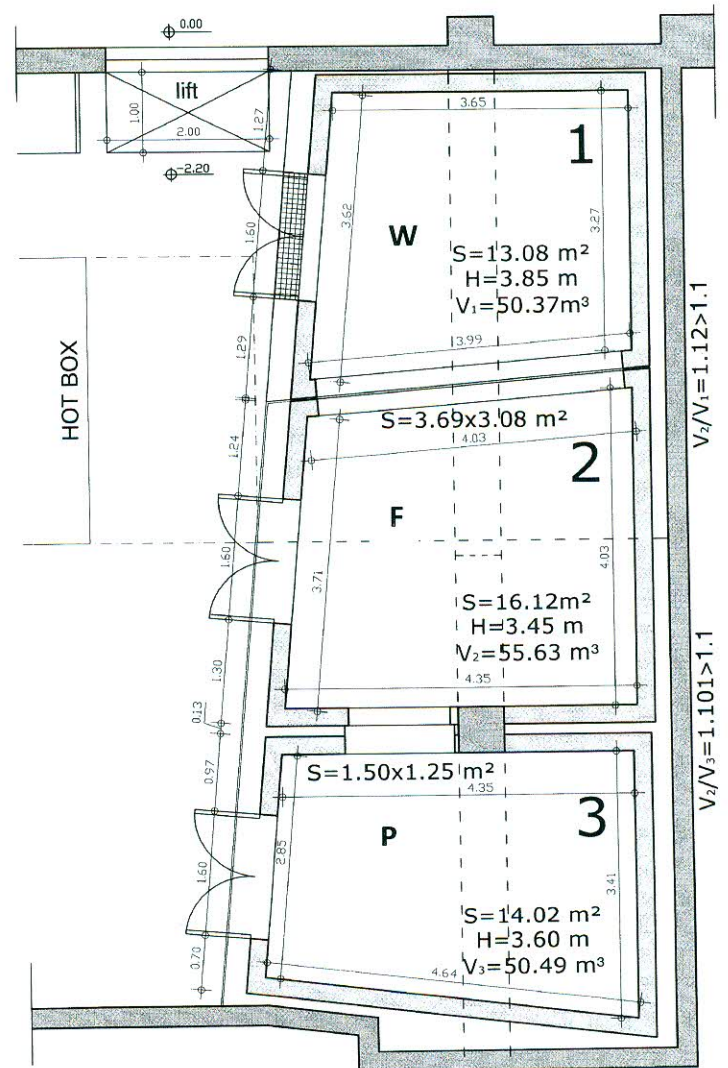 0.00
lift
1.00
2.00
1.27
-2.20
3.65
1
1.60
3.62
3.27
W
S=13.08 m²
H=3.85 m
V₁=50.37m³
3.99
1.29
HOT BOX
V₂/V₁=1.12>1.1
S=3.69x3.08 m²
4.03
1.24
2
F
1.60
3.71
4.03
S=16.12m²
H=3.45 m
V₂=55.63 m³
4.35
1.30
0.13
V₂/V₃=1.101>1.1
0.97
S=1.50x1.25 m²
4.35
3
P
2.85
1.60
3.41
S=14.02 m²
H=3.60 m
V₃=50.49 m³
4.64
0.70